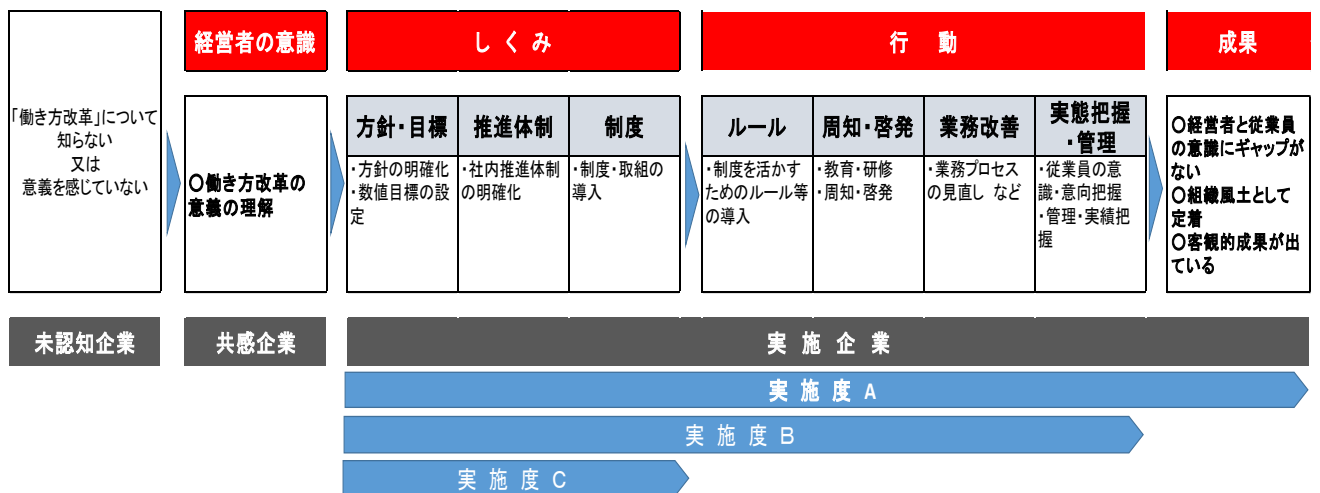 経営者の意識
しくみ
行動
成果
「働き方改革」について
知らない
又は
意義を感じていない
〇働き方改革の
意義の理解
方針・目標
・方針の明確化
・数値目標の設
定
推進体制
・社内推進体制
の明確化
制度
・制度・取組の
導入
ルール
・制度を活かす
ためのルール等
の導入
周知・啓発
・教育・研修
・周知・啓発
業務改善
・業務プロセス
の見直し など
実態把握
・管理
・従業員の意
識・意向把握
・管理・実績把
握
〇経営者と従業員
の意識にギャップが
ない
〇組織風土として
定着
〇客観的成果が出
ている
未認知企業
共感企業
実施企業
実施度A
実施度B
実施度C